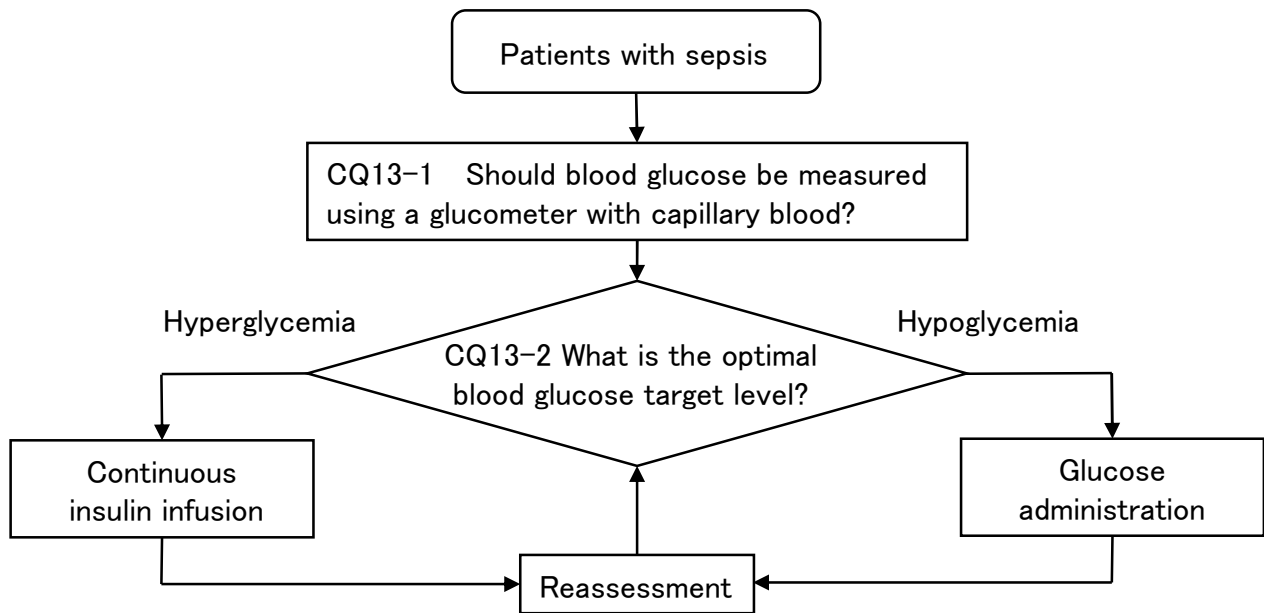 Patients with sepsis
CQ13-1 Should blood glucose be measured
using a glucometer with capillary blood?
Hyperglycemia
Hypoglycemia
CQ13-2 What is the optimal
blood glucose target level?
Continuous
insulin infusion
Glucose
administration
Reassessment